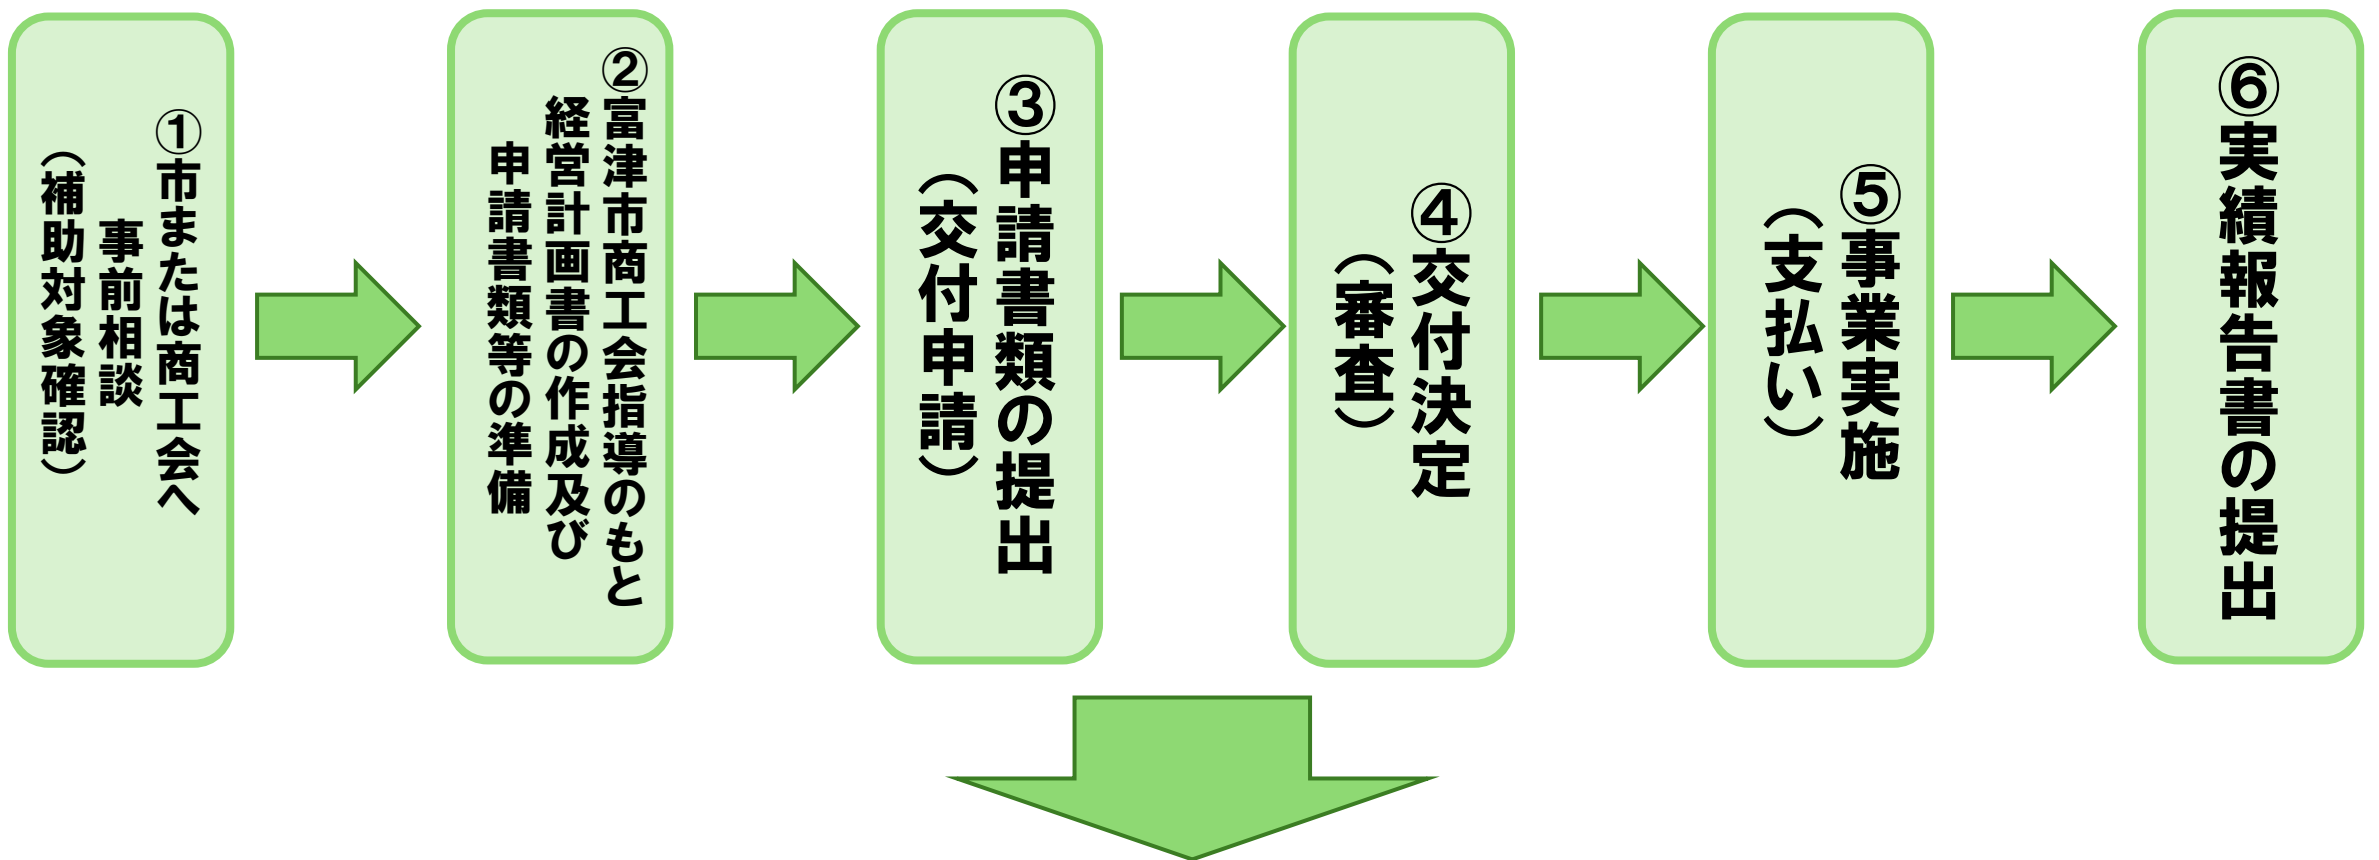 ①市または商工会へ
事前相談
（補助対象確認）
②富津市商工会指導のもと
経営計画書の作成及び
申請書類等の準備
③申請書類の提出
（交付申請）
④交付決定
（審査）
⑤事業実施
（支払い）
⑥実績報告書の提出